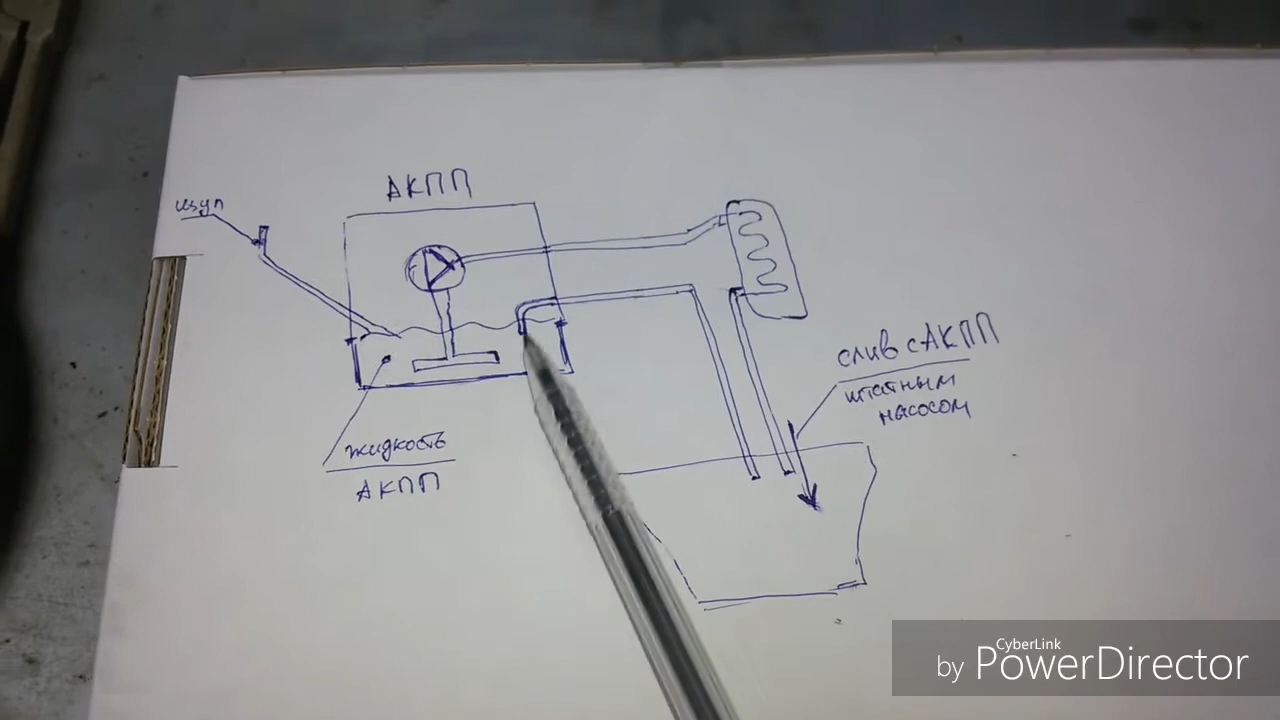 АКПП
щуп
слив с АКПП
штатным
насосом
жидкость
АКПП
CyberLink
by PowerDirector